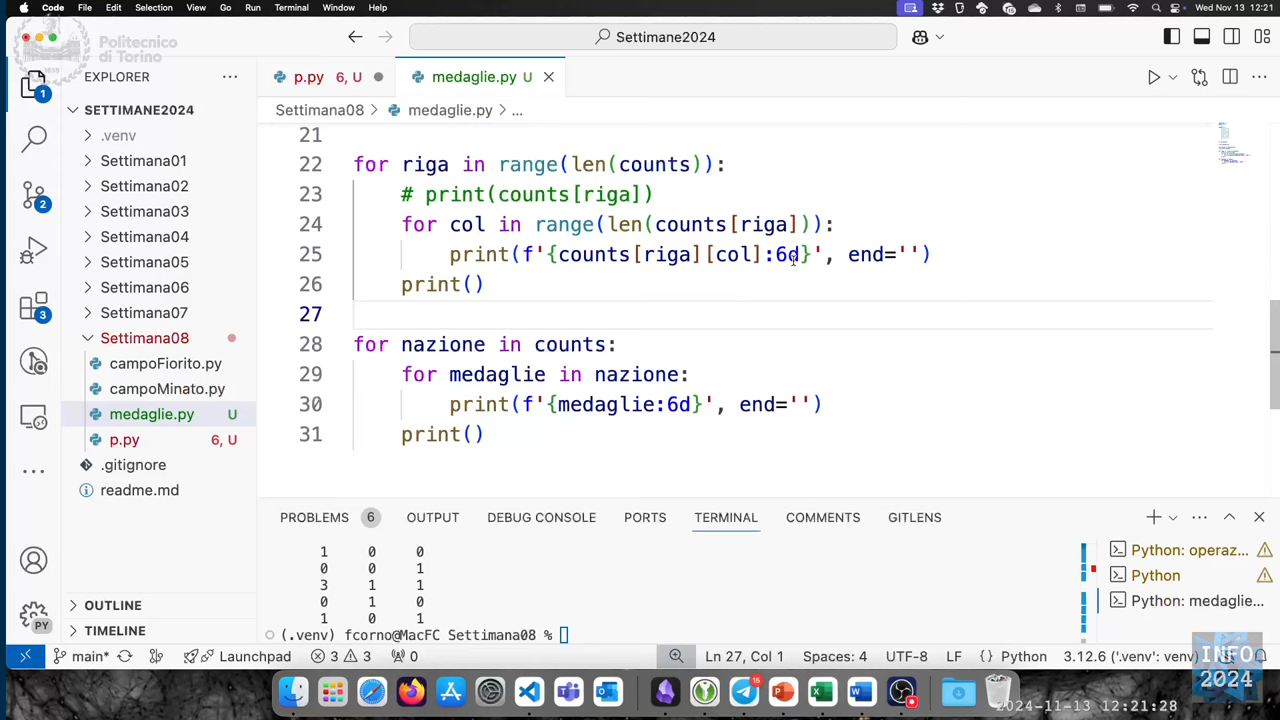 Code File Edit Selection View Go Run Terminal Window Help Wed Nov 13 12:21
Politecnico
di Torino
Settimane2024
EXPLORER
p.py 6, U
medaglie.py U
SETTIMANE2024
Settimana08 > medaglie.py > ...
.venv
Settimana01
Settimana02
Settimana03
Settimana04
Settimana05
Settimana06
Settimana07
Settimana08
campoFiorito.py
campoMinato.py
medaglie.py U
p.py 6, U
.gitignore
readme.md
OUTLINE
TIMELINE
1
2
3
PY
21
22 for riga in range(len(counts)):
23 # print(counts[riga])
24 for col in range(len(counts[riga])):
25 print(f'{counts[riga][col]:6d}', end='')
26 print()
27
28 for nazione in counts:
29 for medaglie in nazione:
30 print(f'{medaglie:6d}', end='')
31 print()
PROBLEMS 6 OUTPUT DEBUG CONSOLE PORTS TERMINAL COMMENTS GITLENS
1 0 0
0 0 1
3 1 1
0 1 0
1 0 1
(.venv) fcorno@MacFC Settimana08 %
Python: operaz...
Python
Python: medaglie...
main* Launchpad 3 3 0 Ln 27, Col 1 Spaces: 4 UTF-8 LF {} Python 3.12.6 ('.venv': venv)
INFO
2024
15
2024-11-13 12:21:28